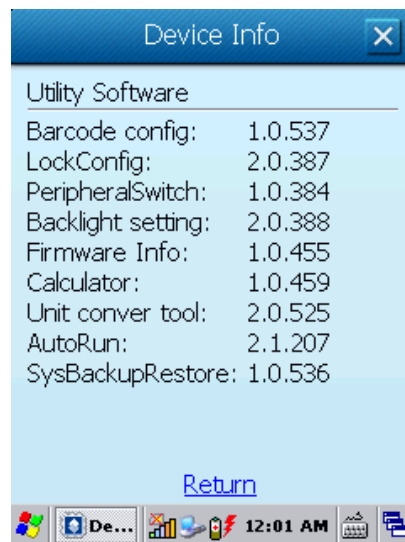 Device Info
Utility Software
Barcode config: 1.0.537
LockConfig: 2.0.387
PeripheralSwitch: 1.0.384
Backlight setting: 2.0.388
Firmware Info: 1.0.455
Calculator: 1.0.459
Unit conver tool: 2.0.525
AutoRun: 2.1.207
SysBackupRestore: 1.0.536
Return
De... 12:01 AM